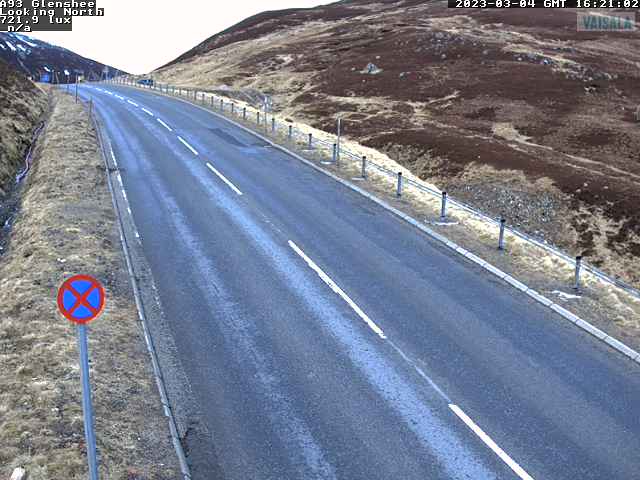 A93 Glenshee
Looking North
721.9 lux
n/a
2023-03-04 GMT 16:21:02
VAISALA